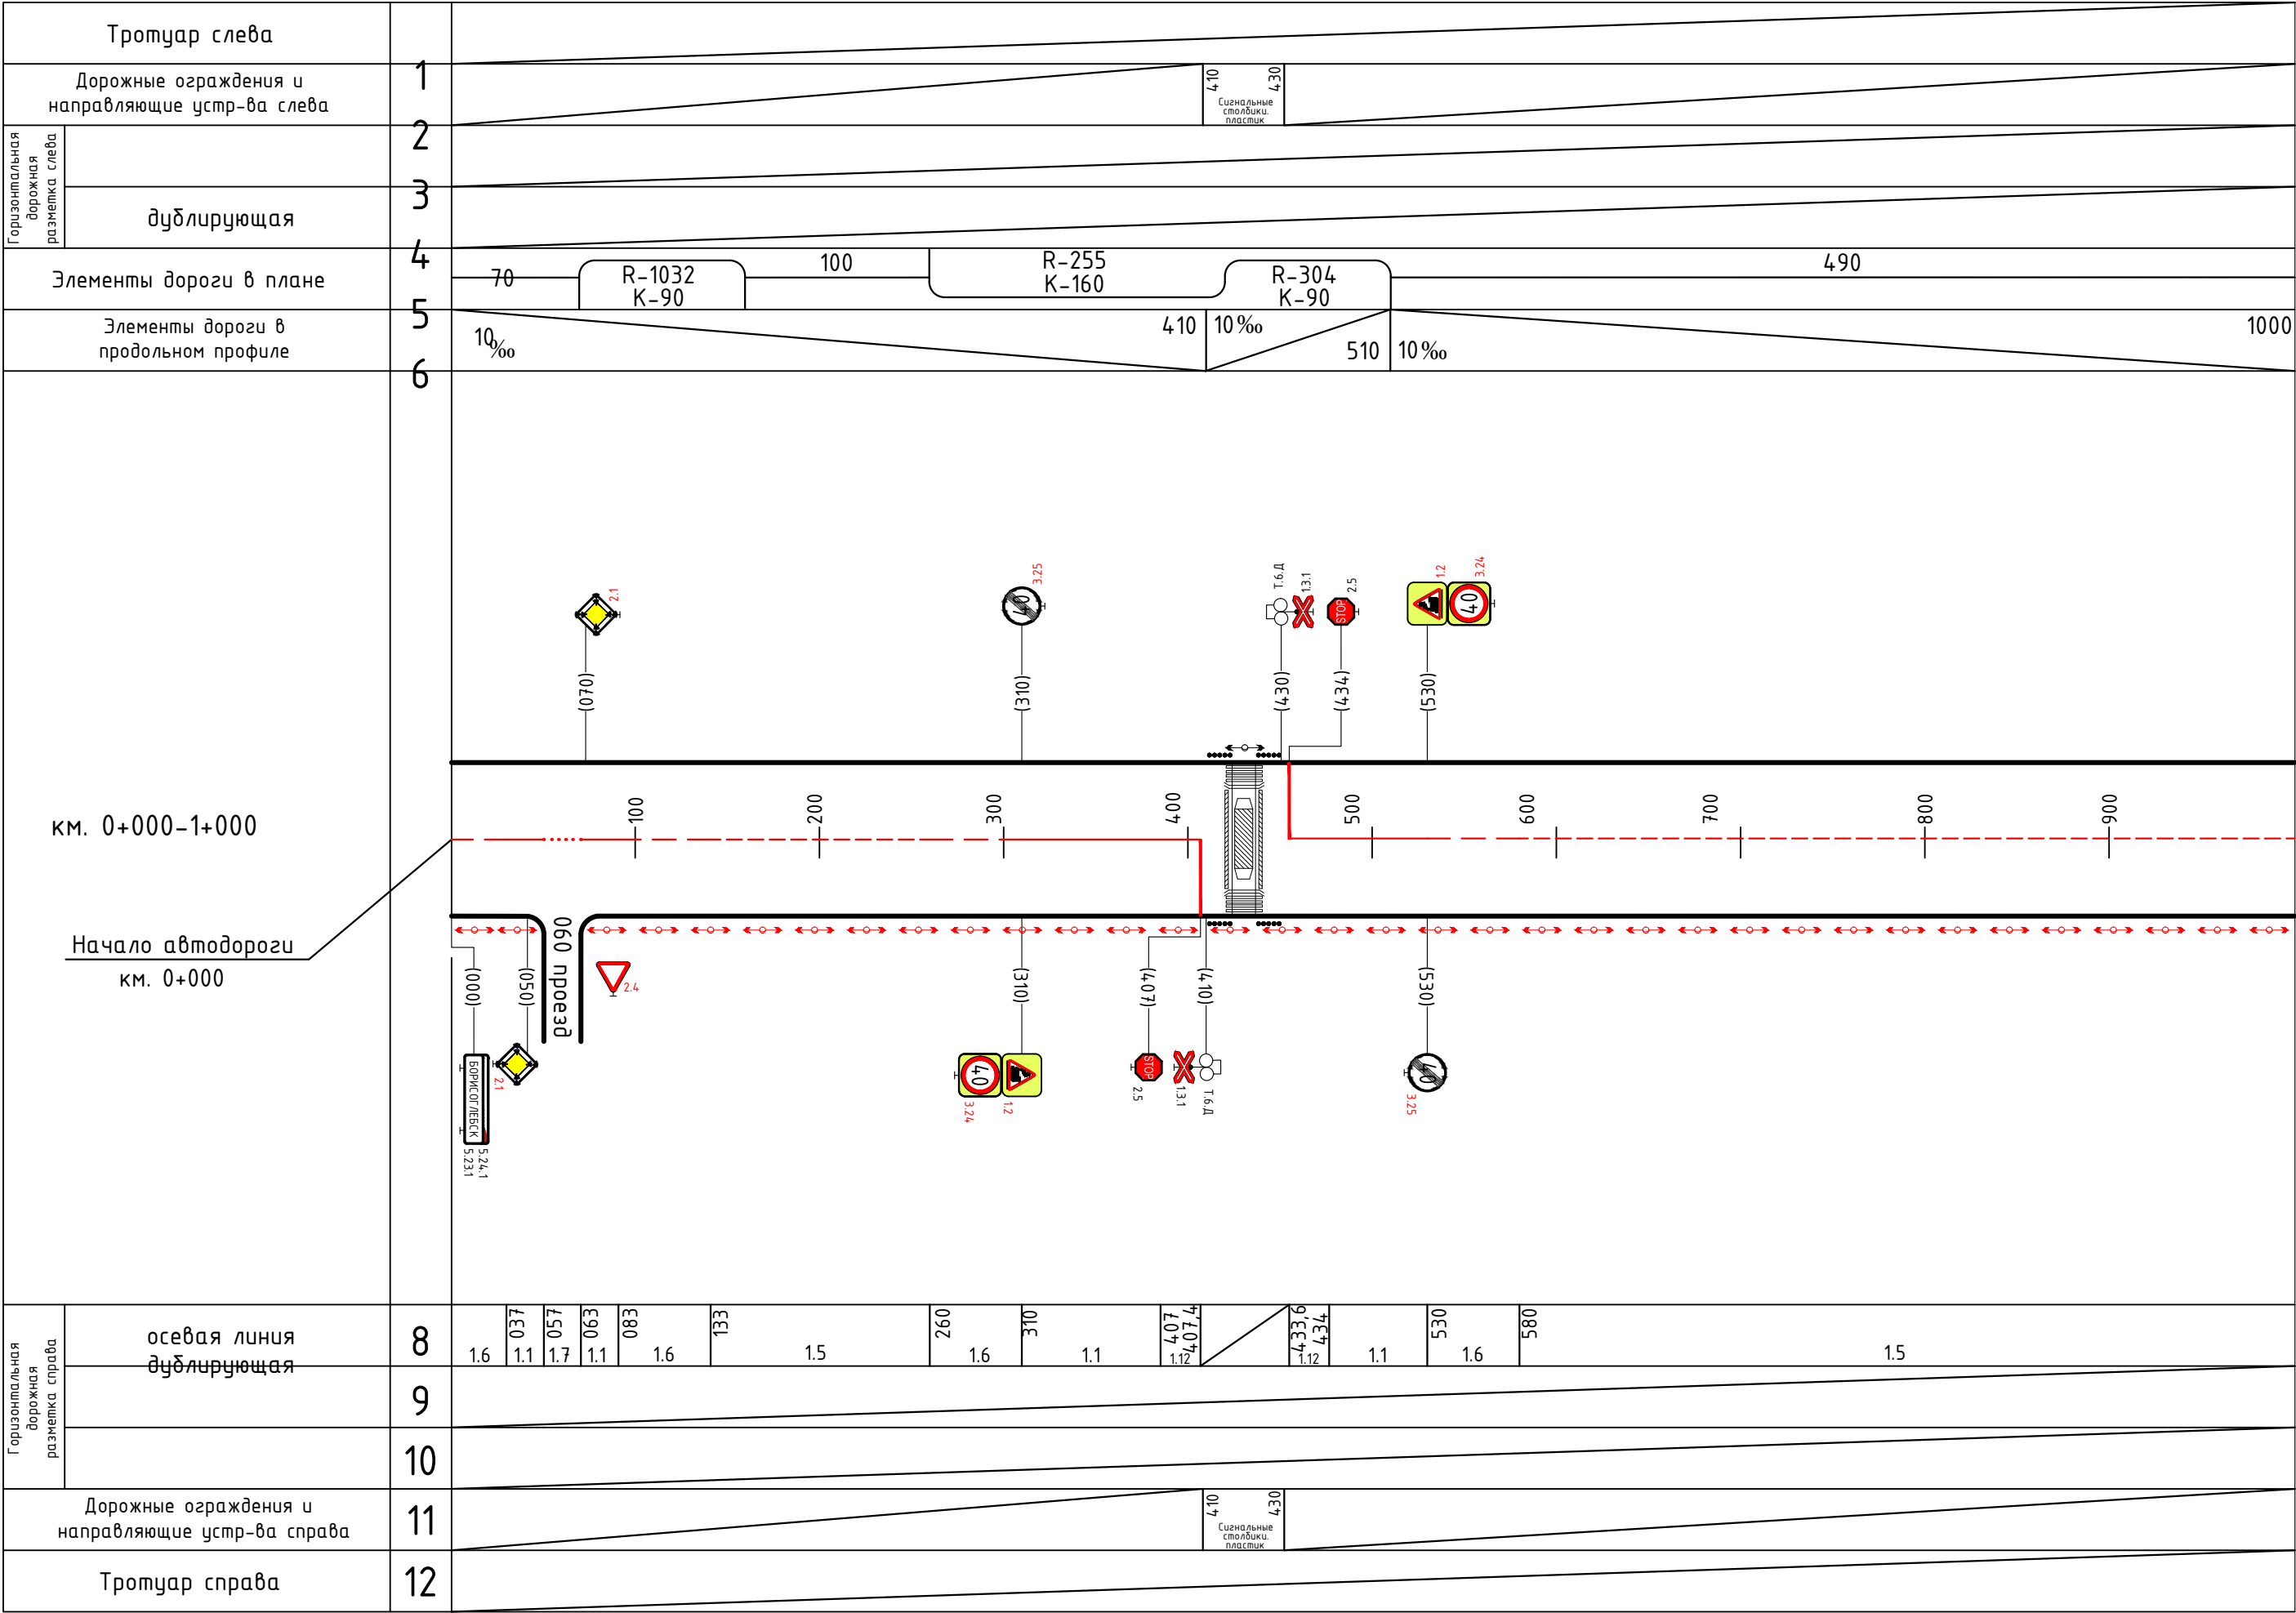 Тротуар слева
1
Дорожные ограждения и
направляющие устр-ва слева
410
430
Сигнальные
столбики.
пластик
2
Горизонтальная
дорожная
разметка слева
3
дублирующая
4
Элементы дороги в плане
70
R-1032
K-90
100
R-255
K-160
R-304
K-90
490
5
Элементы дороги в
продольном профиле
10‰
410
10‰
510
10‰
1000
6
2.1
(070)
3.25
40
(310)
Т.6.Д
1.3.1
2.5
STOP
(430)
(434)
1.2
3.24
40
(530)
км. 0+000-1+000
100
200
300
400
500
600
700
800
900
Начало автодороги
км. 0+000
060 проезд
2.4
(000)
(050)
БОРИСОГЛЕБСК
5.23.1
5.24.1
2.1
(310)
40
3.24
1.2
(407)
(410)
STOP
2.5
1.3.1
Т.6.Д
(530)
40
3.25
Горизонтальная
дорожная
разметка справа
осевая линия
дублирующая
8
037
057
063
083
133
260
310
407
407,4
433,6
434
530
580
1.6
1.1
1.7
1.1
1.6
1.5
1.6
1.1
1.12
1.12
1.1
1.6
1.5
9
10
Дорожные ограждения и
направляющие устр-ва справа
11
410
430
Сигнальные
столбики.
пластик
Тротуар справа
12